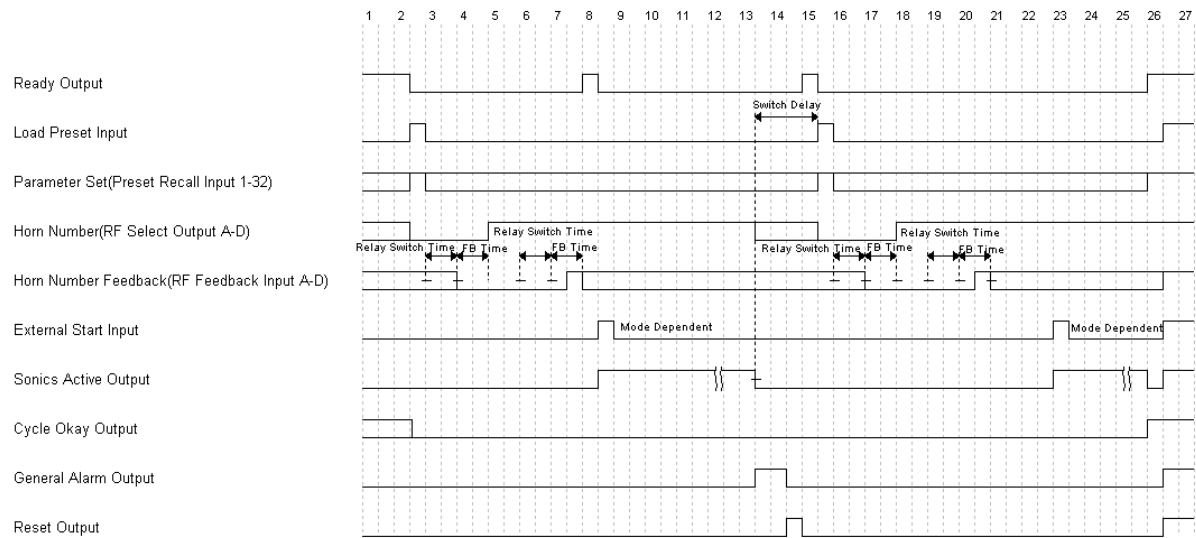 1 2 3 4 5 6 7 8 9 10 11 12 13 14 15 16 17 18 19 20 21 22 23 24 25 26 27
Ready Output
Switch Delay
Load Preset Input
Parameter Set(Preset Recall Input 1-32)
Horn Number(RF Select Output A-D)
Relay Switch Time
Relay Switch Time
Relay Switch Time
FB Time
FB Time
Relay Switch Time
FB Time
FB Time
Horn Number Feedback(RF Feedback Input A-D)
External Start Input
Mode Dependent
Mode Dependent
Sonics Active Output
Cycle Okay Output
General Alarm Output
Reset Output